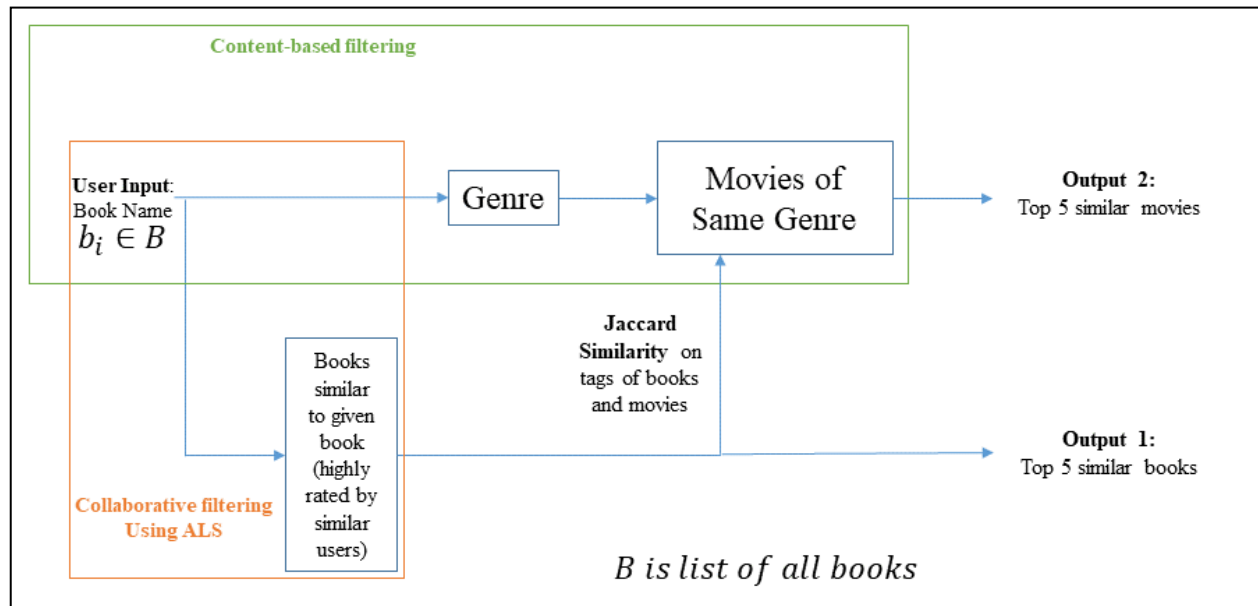 Content-based filtering
User Input:
Book Name
b_i ∈ B
Genre
Movies of
Same Genre
Output 2:
Top 5 similar movies
Jaccard
Similarity on
tags of books
and movies
Books
similar
to given
book
(highly
rated by
similar
users)
Output 1:
Top 5 similar books
Collaborative filtering
Using ALS
B is list of all books